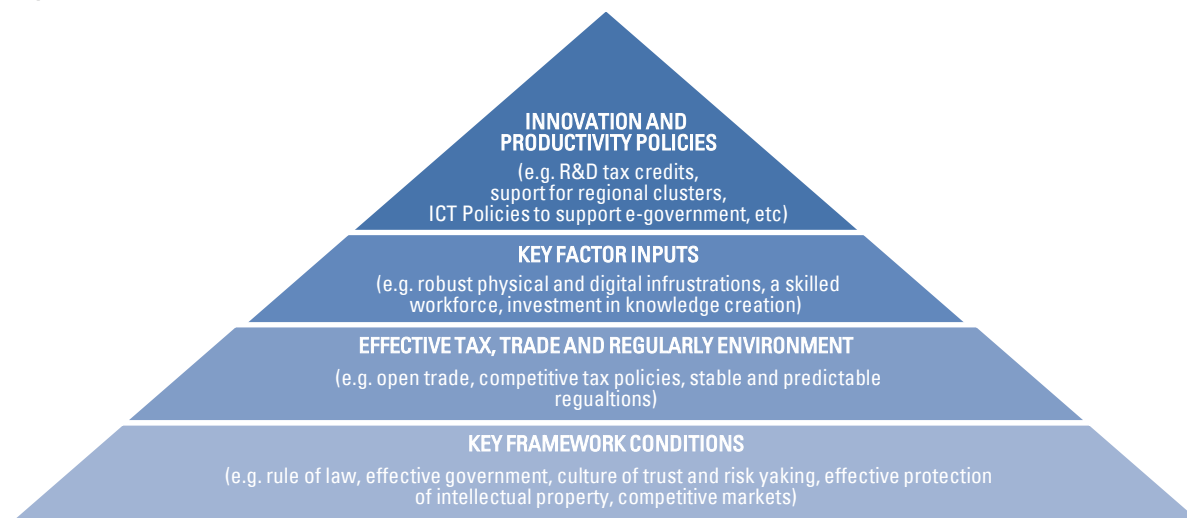 INNOVATION AND
PRODUCTIVITY POLICIES
(e.g. R&D tax credits,
suport for regional clusters,
ICT Policies to support e-government, etc)
KEY FACTOR INPUTS
(e.g. robust physical and digital infrustrations, a skilled
workforce, investment in knowledge creation)
EFFECTIVE TAX, TRADE AND REGULARLY ENVIRONMENT
(e.g. open trade, competitive tax policies, stable and predictable
regualtions)
KEY FRAMEWORK CONDITIONS
(e.g. rule of law, effective government, culture of trust and risk yaking, effective protection
of intellectual property, competitive markets)